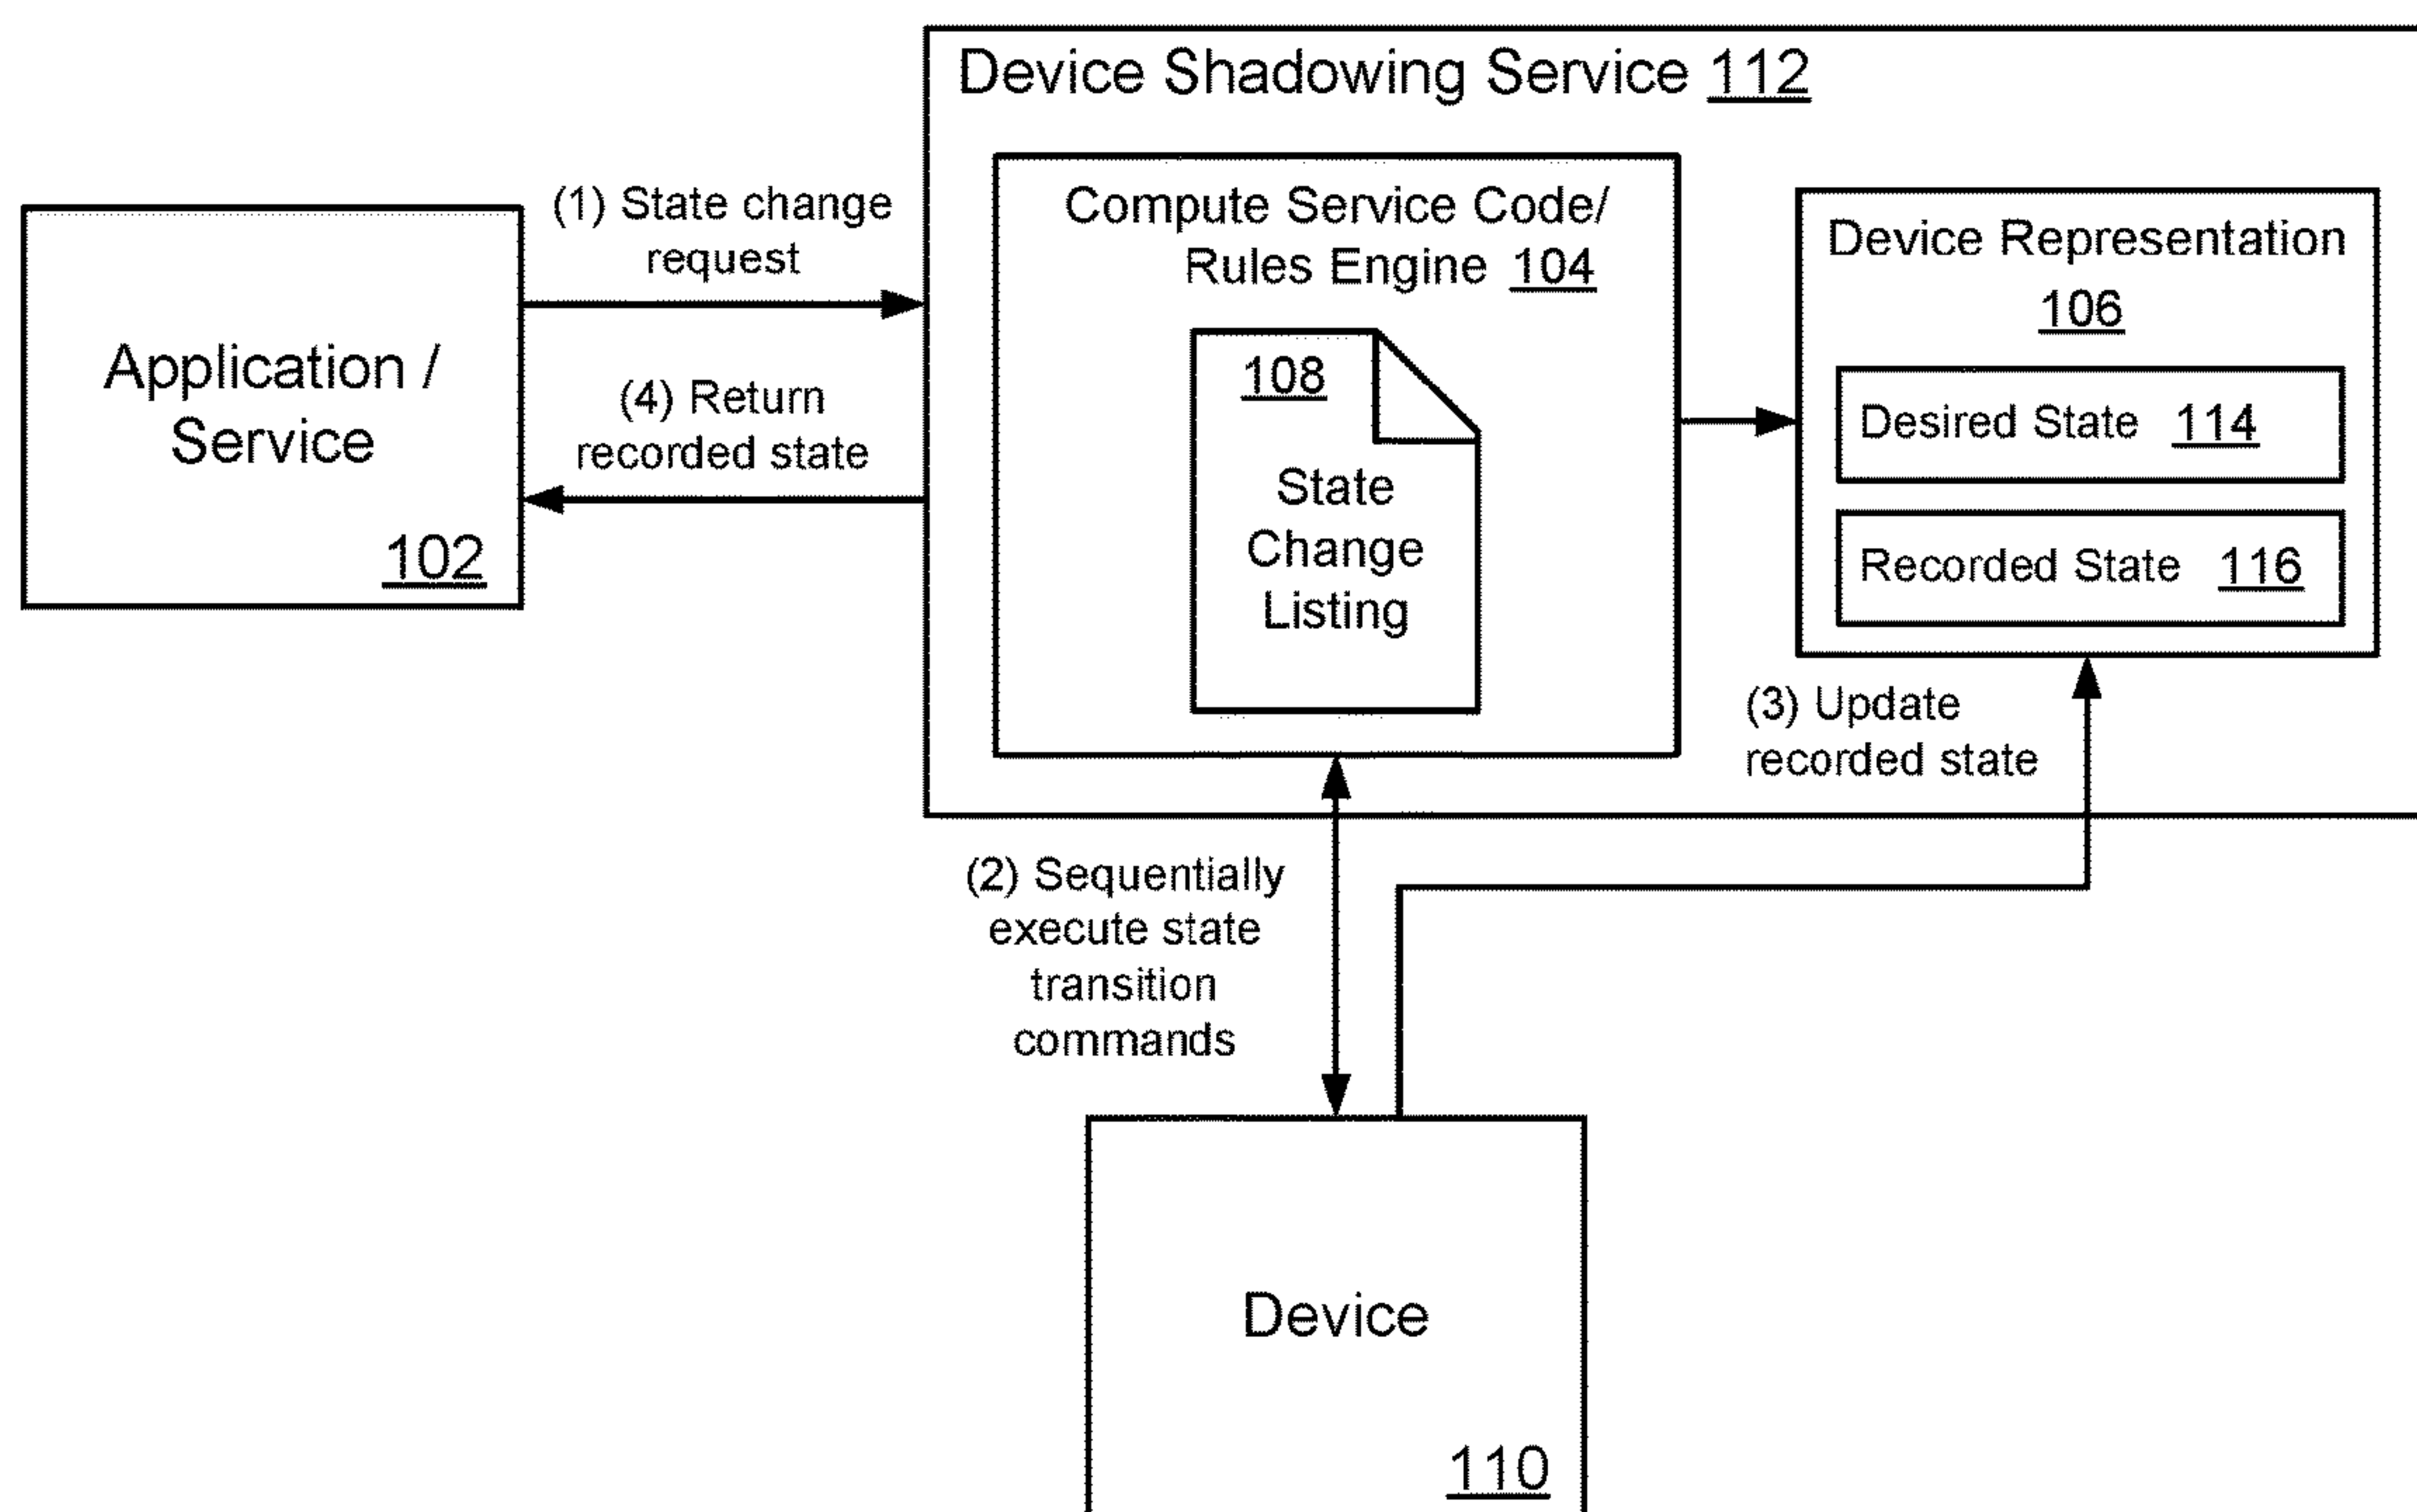 Device Shadowing Service 112
(1) State change
request
Application /
Service
102
(4) Return
recorded state
Compute Service Code/
Rules Engine 104
108
State
Change
Listing
Device Representation
106
Desired State 114
Recorded State 116
(3) Update
recorded state
(2) Sequentially
execute state
transition
commands
Device
110